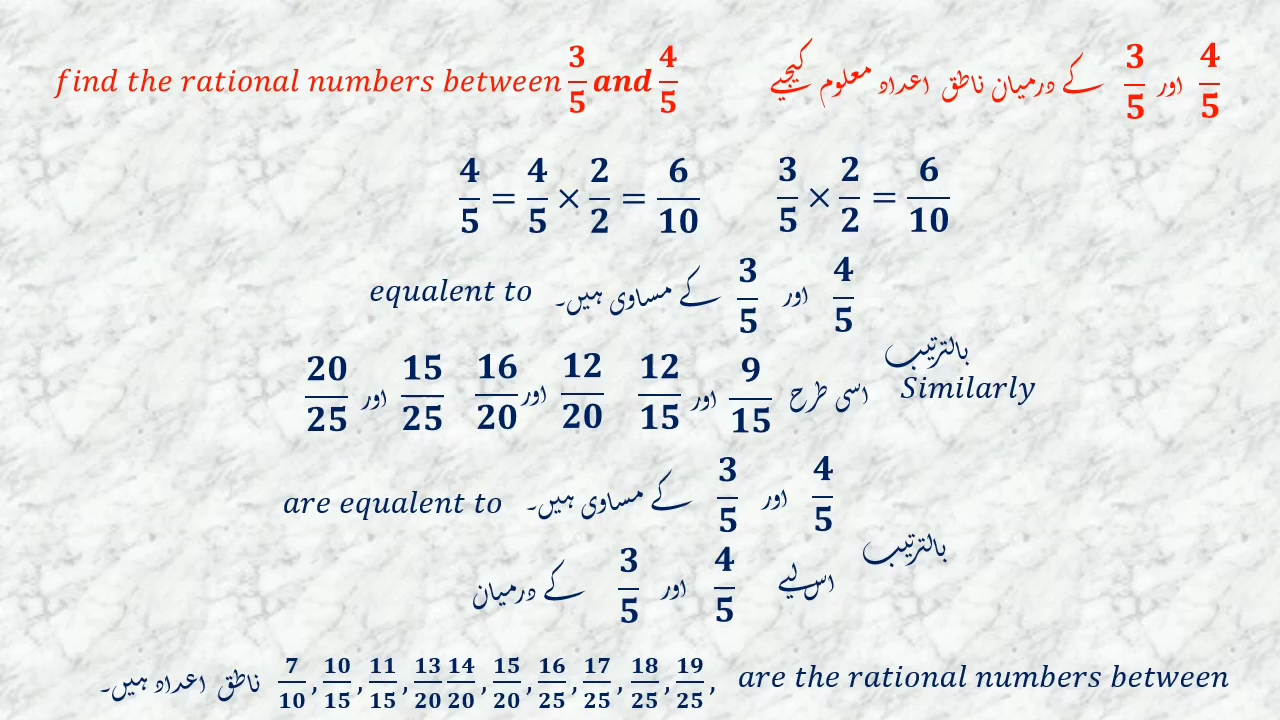 find the rational numbers between 3/5 and 4/5
4/5 اور 3/5 کے درمیان ناطق اعداد معلوم کیجیے
4/5 = 4/5 × 2/2 = 6/10
3/5 × 2/2 = 6/10
equalent to
4/5 اور 3/5 کے مساوی ہیں۔
بالترتیب
Similarly
اسی طرح 9/15 اور 12/15 12/20 اور 16/20 15/25 اور 20/25
are equalent to
4/5 اور 3/5 کے مساوی ہیں۔
بالترتیب
اس لیے 4/5 اور 3/5 کے درمیان
7/10, 10/15, 11/15, 13/20 14/20, 15/20, 16/25, 17/25, 18/25, 19/25, are the rational numbers between
ناطق اعداد ہیں۔